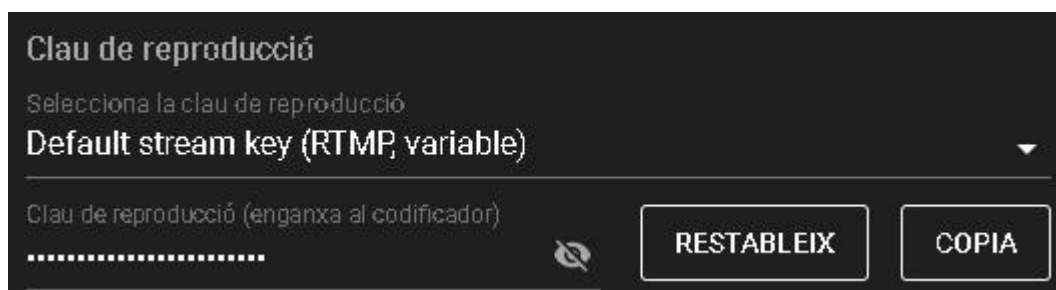 Clau de reproducció
Selecciona la clau de reproducció
Default stream key (RTMP, variable)
Clau de reproducció (enganxa al codificador)
••••••••••••••••••••••••
RESTABLEIX
COPIA